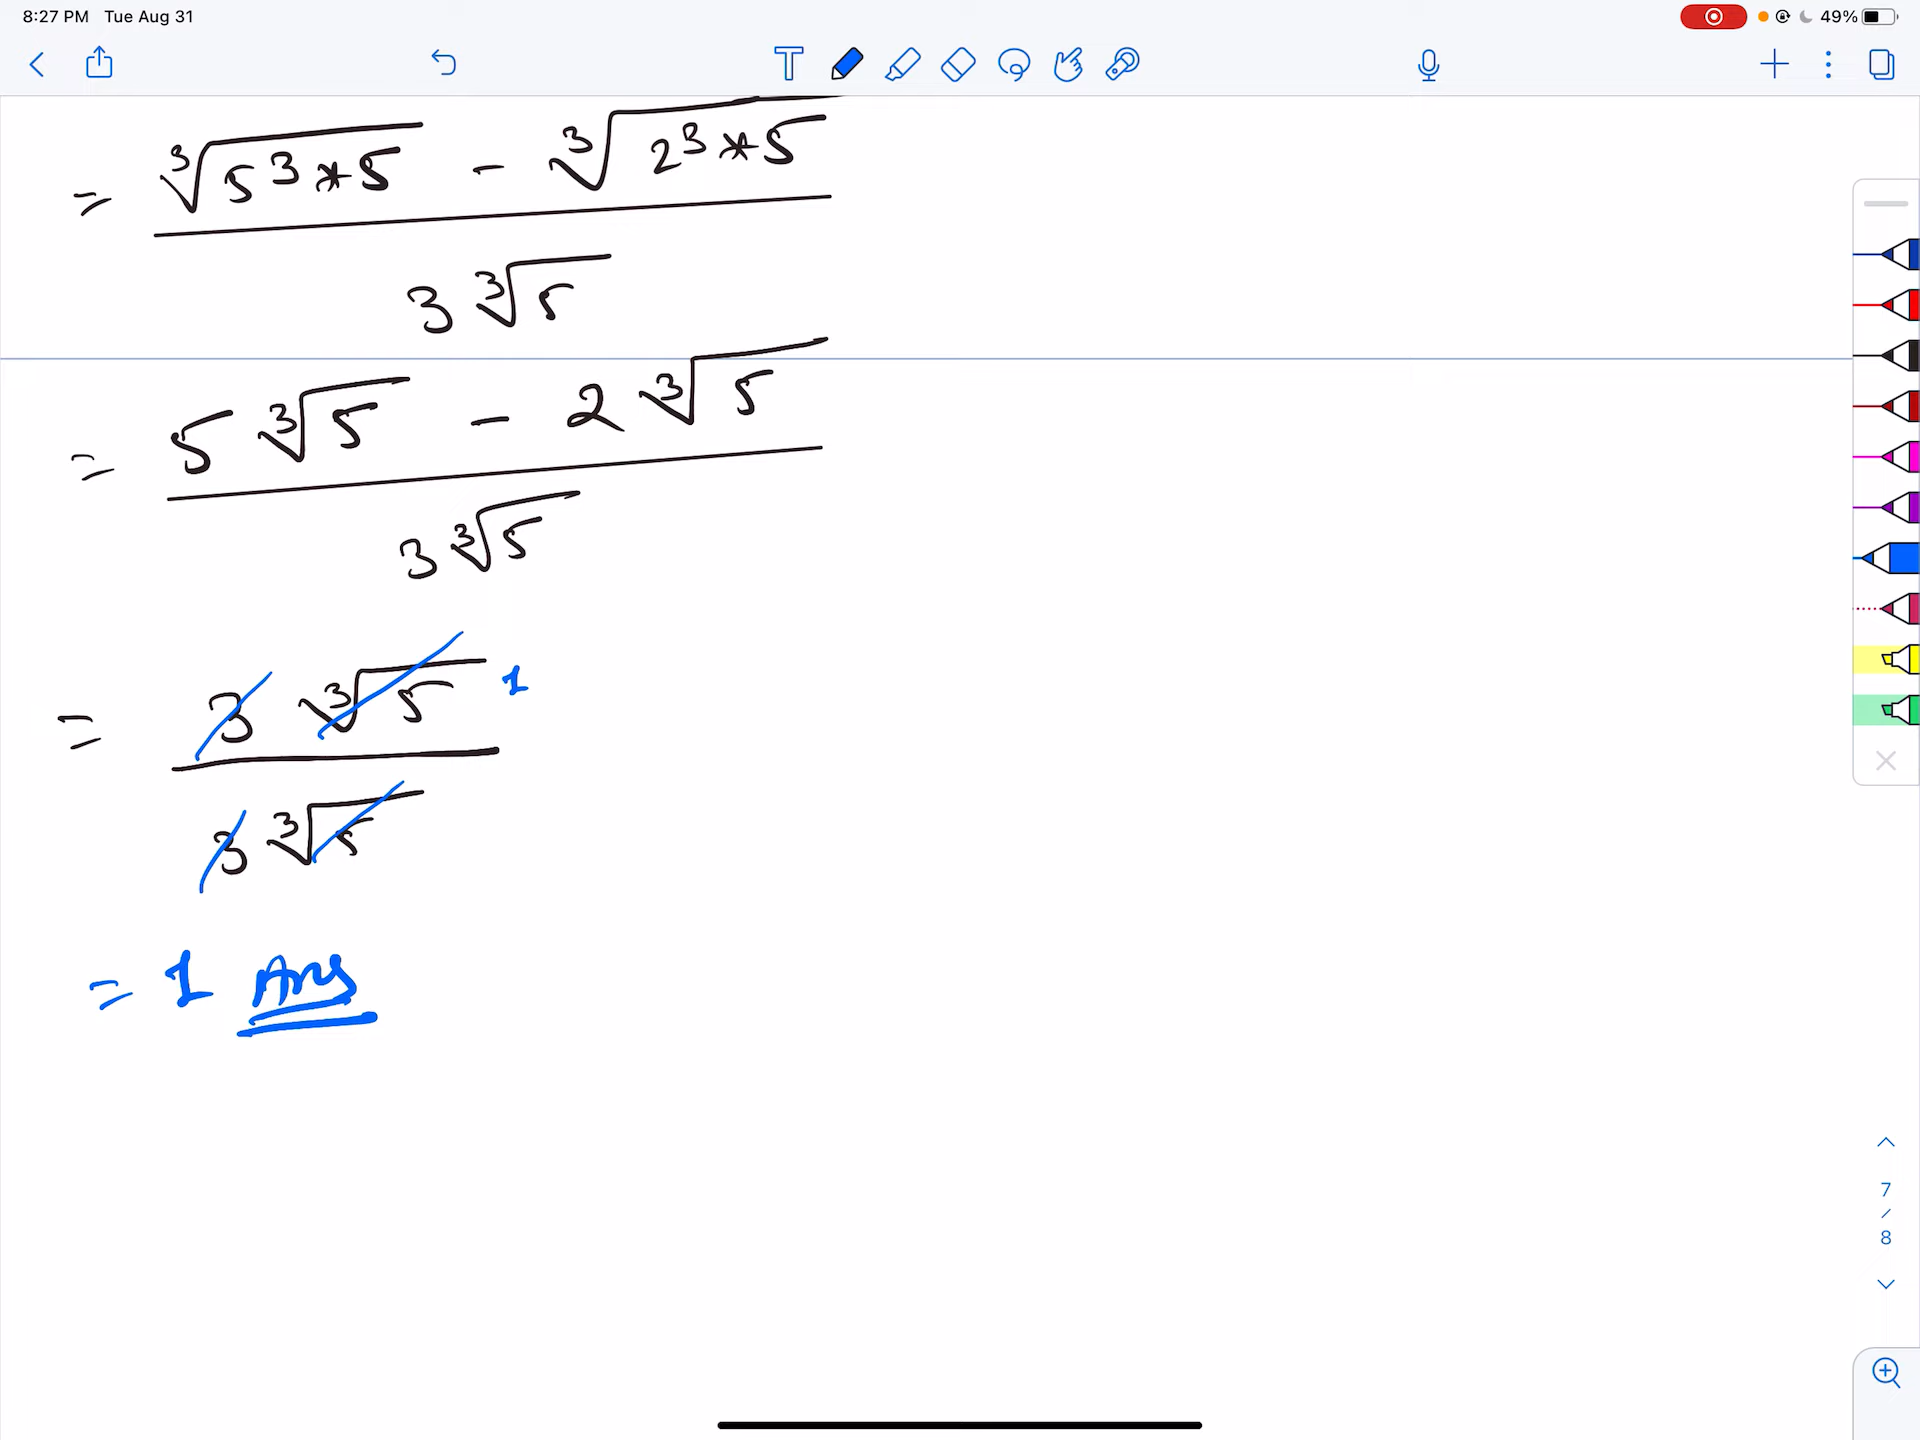 8:27 PM Tue Aug 31
49%
T
= (∛(5³*5) - ∛(2³*5)) / (3∛5)
= (5∛5 - 2∛5) / (3∛5)
= (3∛5) / (3∛5) 1
= 1 Ans
7
/
8